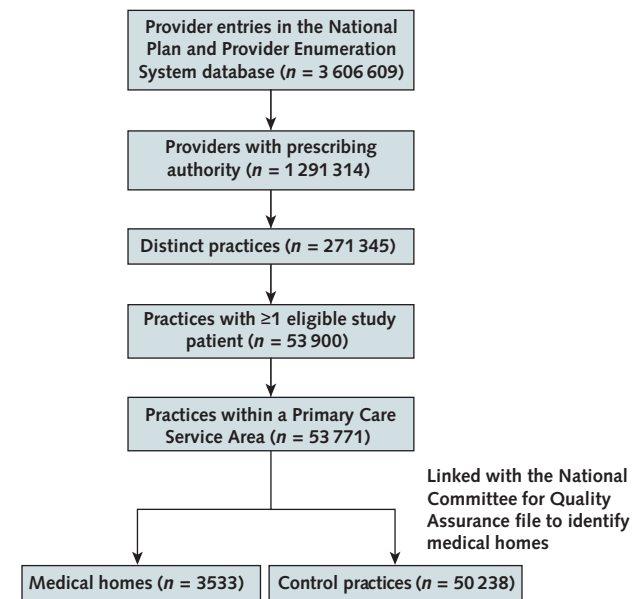 Provider entries in the National
Plan and Provider Enumeration
System database (n = 3 606 609)
Providers with prescribing
authority (n = 1 291 314)
Distinct practices (n = 271 345)
Practices with ≥1 eligible study
patient (n = 53 900)
Practices within a Primary Care
Service Area (n = 53 771)
Linked with the National
Committee for Quality
Assurance file to identify
medical homes
Medical homes (n = 3533)
Control practices (n = 50 238)